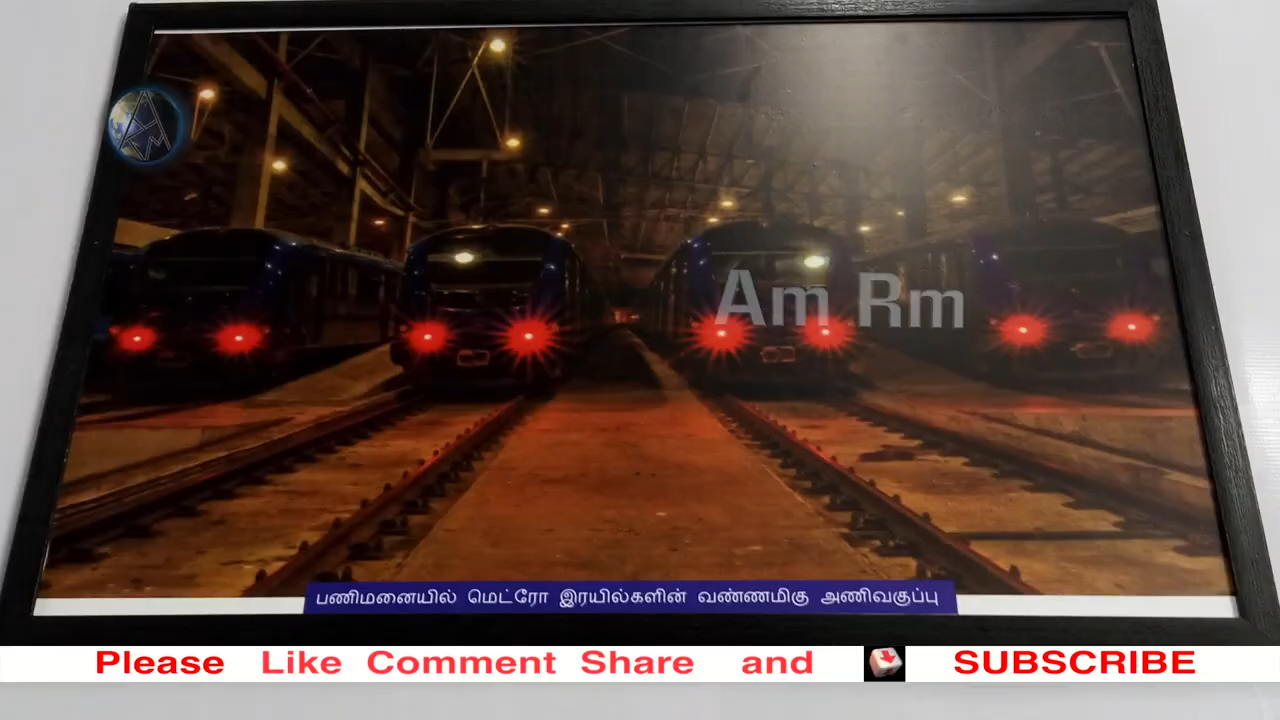 Am Rm
பணிமனையில் மெட்ரோ இரயில்களின் வண்ணமிகு அணிவகுப்பு
Please Like Comment Share and SUBSCRIBE